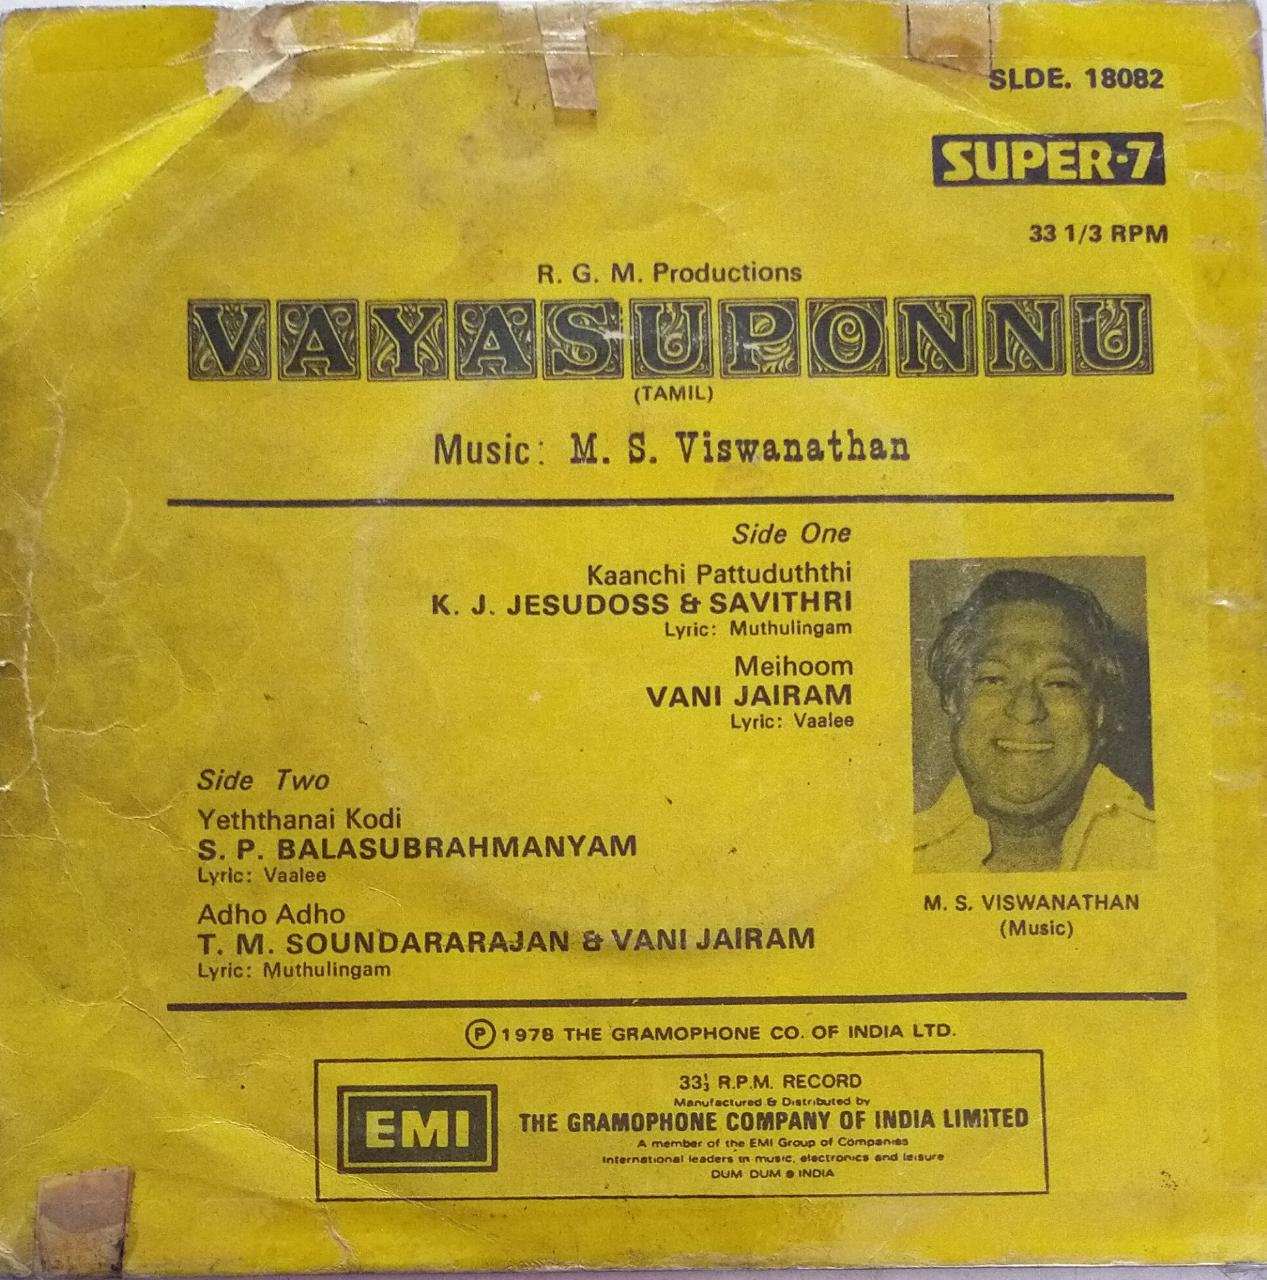 SLDE. 18082
SUPER-7
33 1/3 RPM
R. G. M. Productions
VAYASUPONNU
(TAMIL)
Music: M. S. Viswanathan
Side One
Kaanchi Pattuduththi
K. J. JESUDOSS & SAVITHRI
Lyric: Muthulingam
Meihoom
VANI JAIRAM
Lyric: Vaalee
Side Two
Yeththanai Kodi
S. P. BALASUBRAHMANYAM
Lyric: Vaalee
Adho Adho
T. M. SOUNDARARAJAN & VANI JAIRAM
Lyric: Muthulingam
M. S. VISWANATHAN
(Music)
Ⓟ 1978 THE GRAMOPHONE CO. OF INDIA LTD.
EMI
33⅓ R.P.M. RECORD
Manufactured & Distributed by
THE GRAMOPHONE COMPANY OF INDIA LIMITED
A member of the EMI Group of Companies
International leaders in music, electronics and leisure
DUM DUM ● INDIA